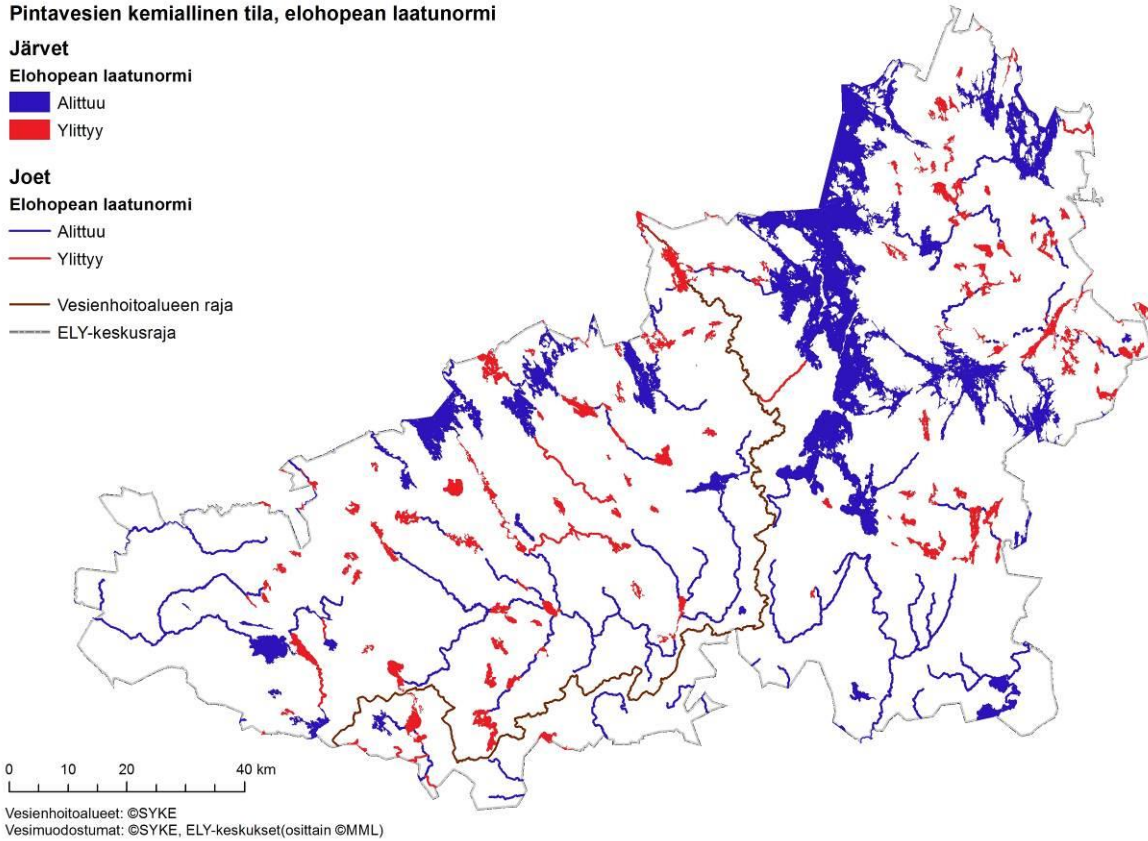 Pintavesien kemiallinen tila, elohopean laatunormi
Järvet
Elohopean laatunormi
Alittuu
Ylittyy
Joet
Elohopean laatunormi
Alittuu
Ylittyy
Vesienhoitoalueen raja
ELY-keskusraja
0 10 20 40 km
Vesienhoitoalueet: ©SYKE
Vesimuodostumat: ©SYKE, ELY-keskukset(osittain ©MML)